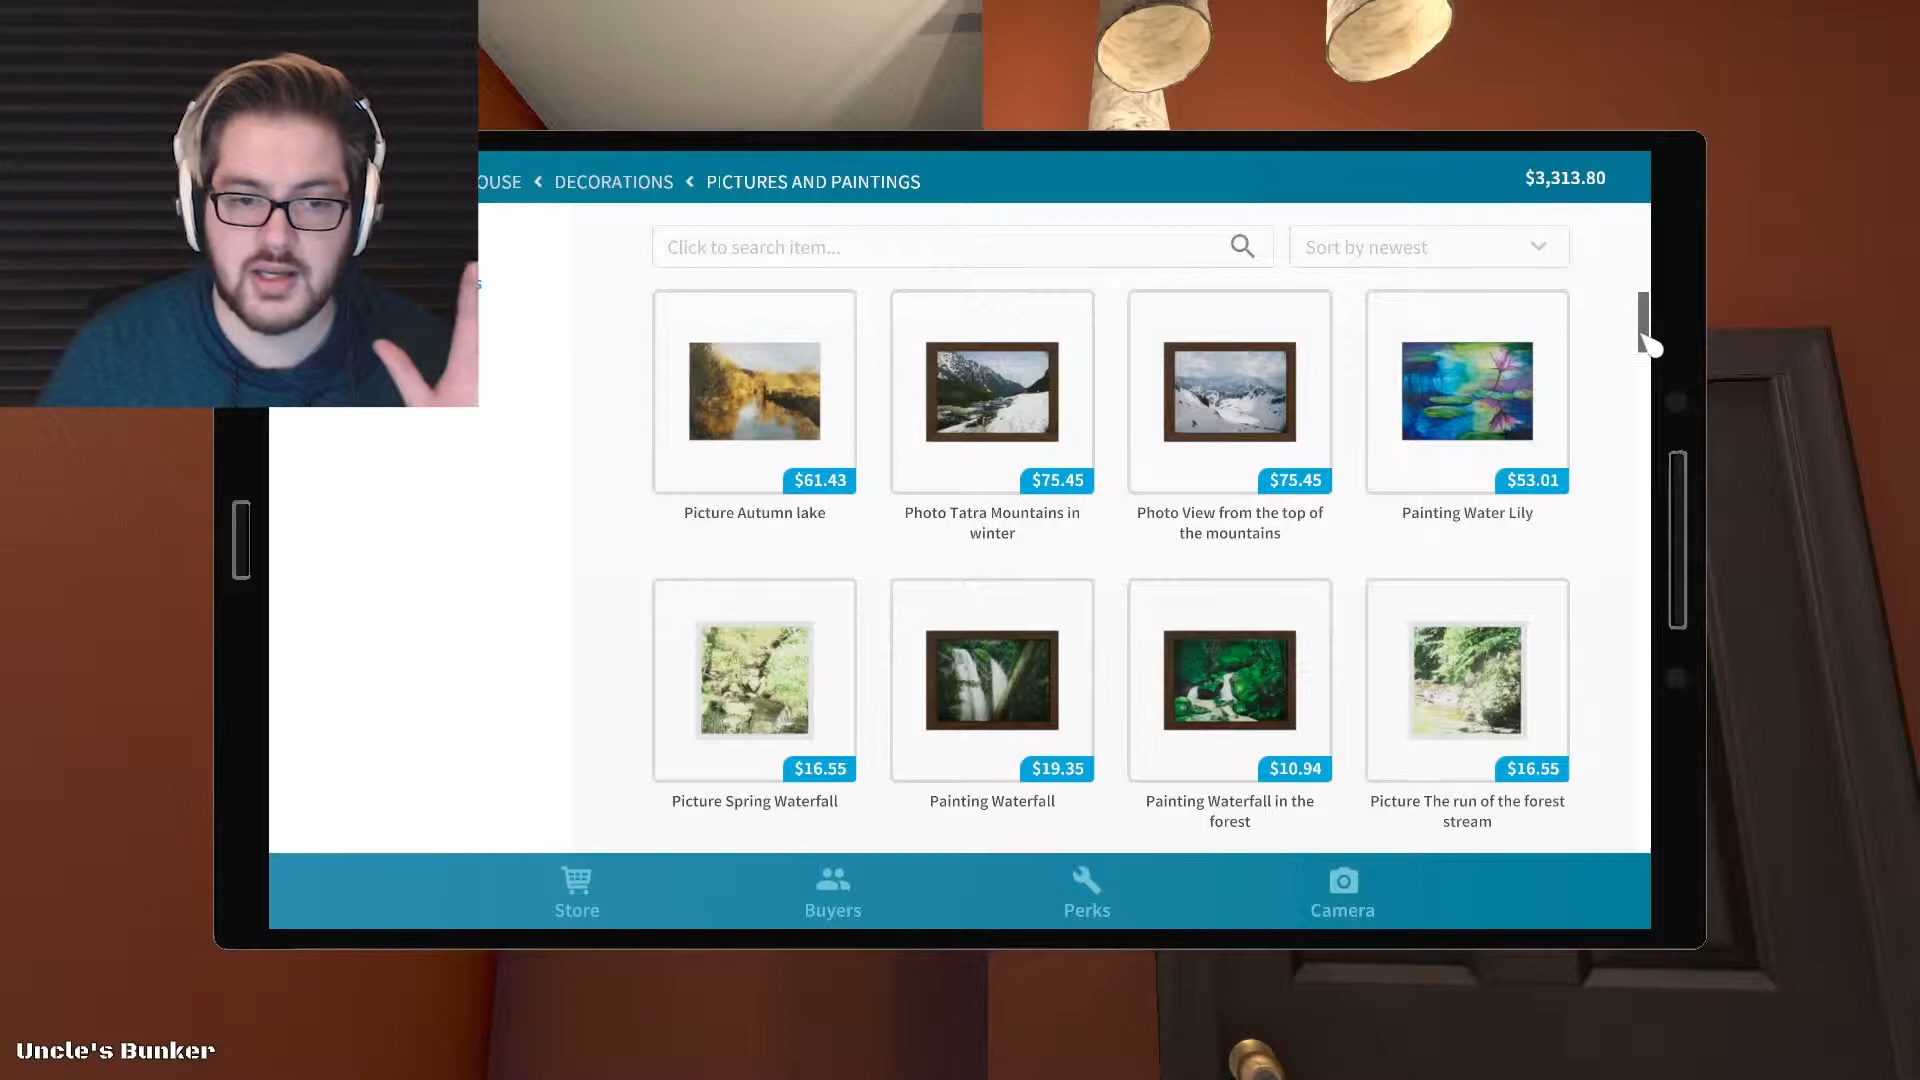 OUSE < DECORATIONS < PICTURES AND PAINTINGS
$3,313.80
Click to search item...
Sort by newest
$61.43
$75.45
$75.45
$53.01
Picture Autumn lake
Photo Tatra Mountains in
winter
Photo View from the top of
the mountains
Painting Water Lily
$16.55
$19.35
$10.94
$16.55
Picture Spring Waterfall
Painting Waterfall
Painting Waterfall in the
forest
Picture The run of the forest
stream
Store
Buyers
Perks
Camera
Uncle's Bunker